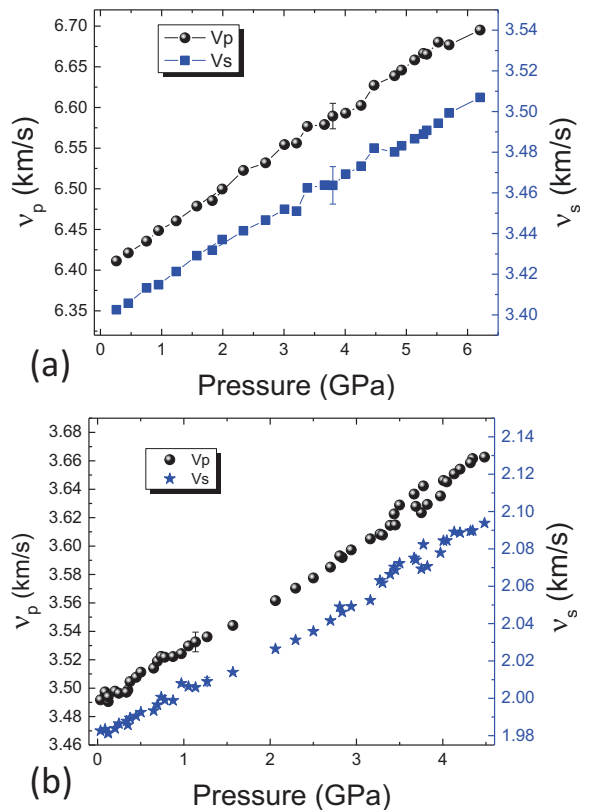 6.70
6.65
6.60
6.55
6.50
6.45
6.40
6.35
νp (km/s)
Vp
Vs
3.54
3.52
3.50
3.48
3.46
3.44
3.42
3.40
νs (km/s)
0 1 2 3 4 5 6
(a)
Pressure (GPa)
3.68
3.66
3.64
3.62
3.60
3.58
3.56
3.54
3.52
3.50
3.48
3.46
νp (km/s)
Vp
Vs
2.14
2.12
2.10
2.08
2.06
2.04
2.02
2.00
1.98
νs (km/s)
0 1 2 3 4
(b)
Pressure (GPa)